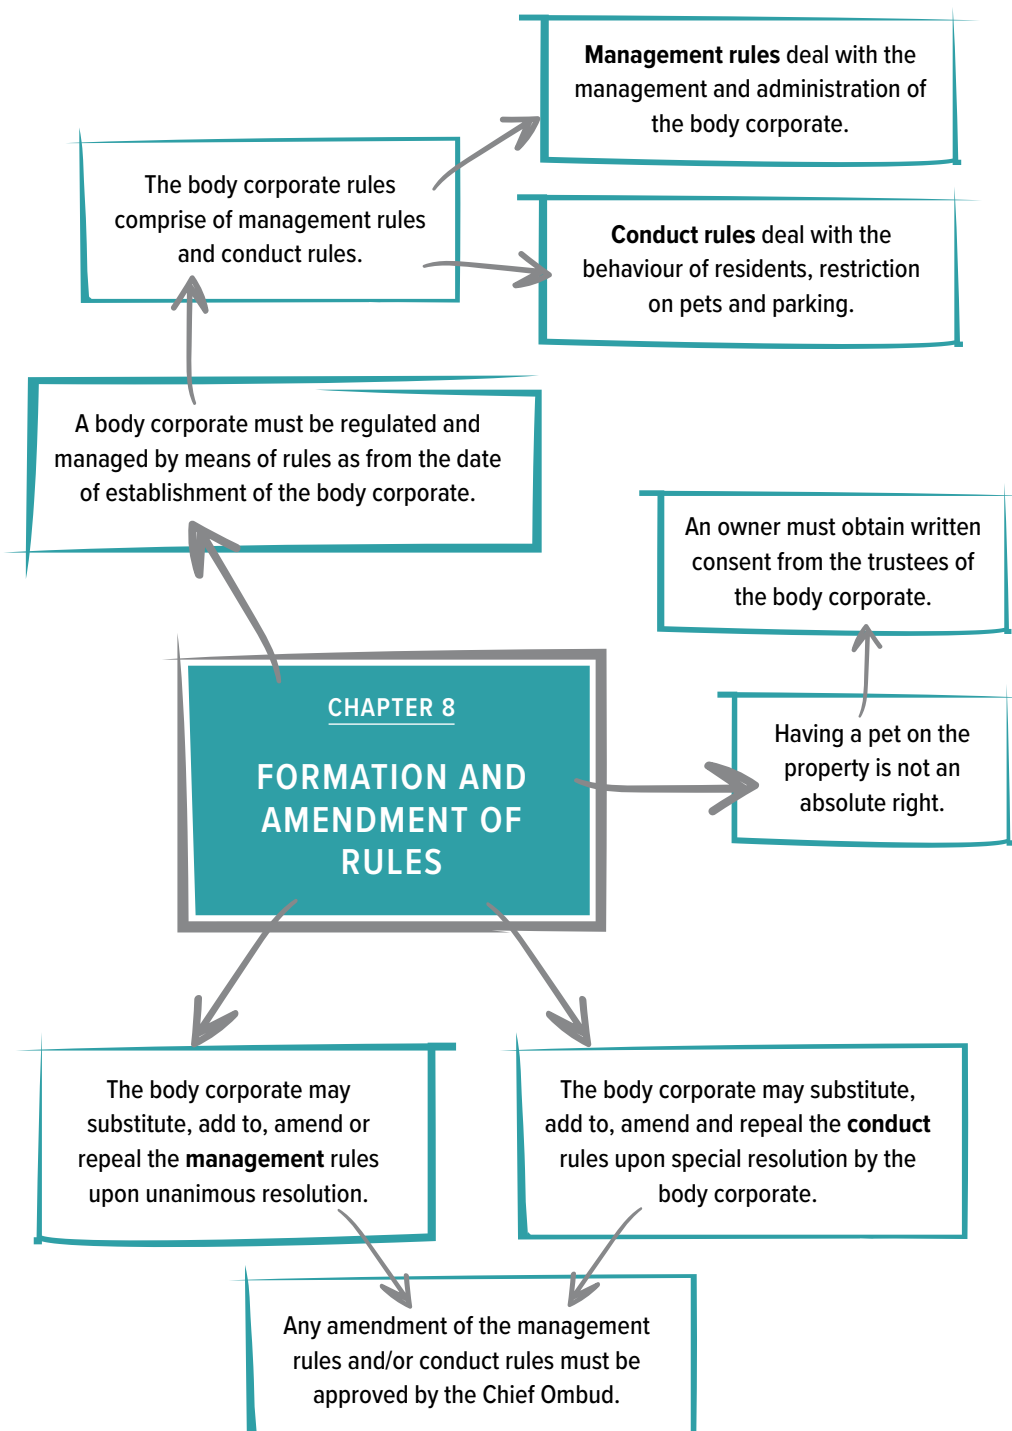 Management rules deal with the
management and administration of
the body corporate.
The body corporate rules
comprise of management rules
and conduct rules.
Conduct rules deal with the
behaviour of residents, restriction
on pets and parking.
A body corporate must be regulated and
managed by means of rules as from the date
of establishment of the body corporate.
An owner must obtain written
consent from the trustees of
the body corporate.
CHAPTER 8
FORMATION AND
AMENDMENT OF
RULES
Having a pet on the
property is not an
absolute right.
The body corporate may
substitute, add to, amend or
repeal the management rules
upon unanimous resolution.
The body corporate may substitute,
add to, amend and repeal the conduct
rules upon special resolution by the
body corporate.
Any amendment of the management
rules and/or conduct rules must be
approved by the Chief Ombud.